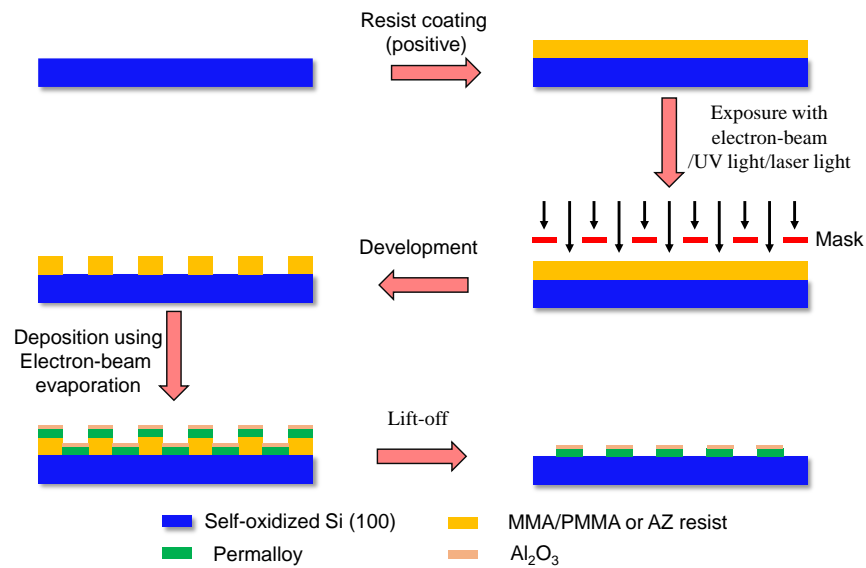 Resist coating
(positive)
Exposure with
electron-beam
/UV light/laser light
Mask
Development
Deposition using
Electron-beam
evaporation
Lift-off
Self-oxidized Si (100)
MMA/PMMA or AZ resist
Permalloy
Al₂O₃